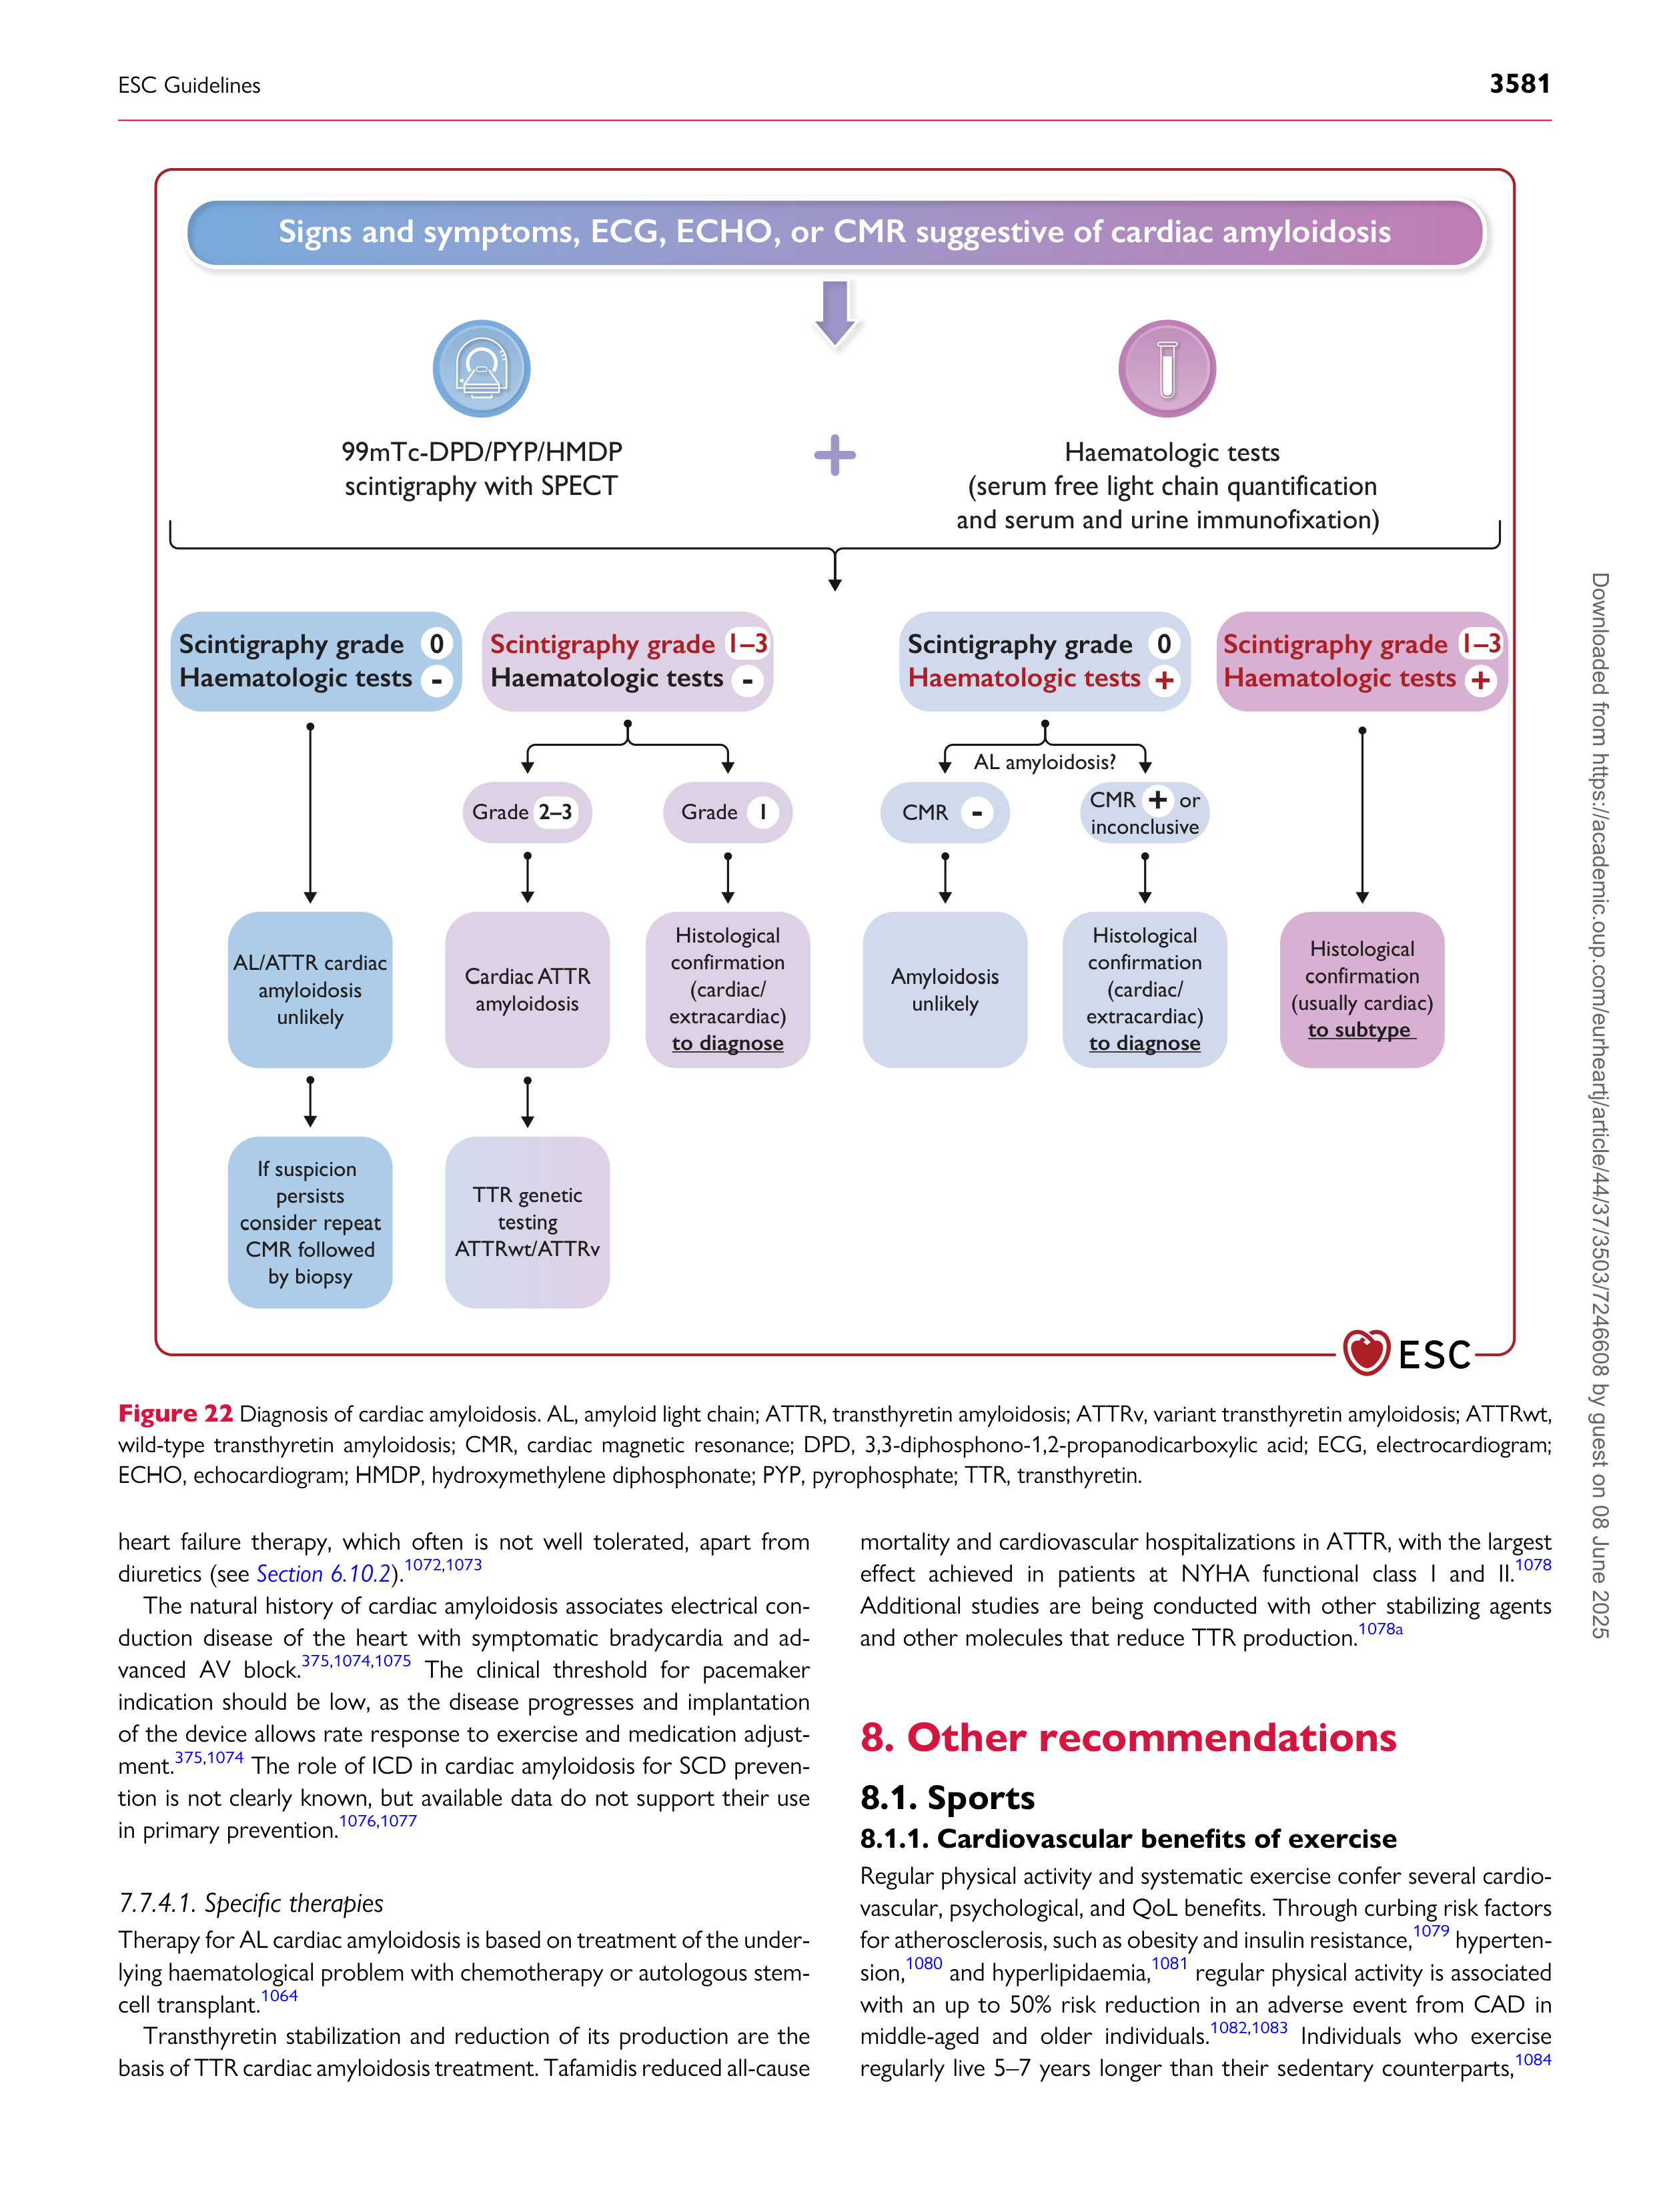 ESC Guidelines
3581
Signs and symptoms, ECG, ECHO, or CMR suggestive of cardiac amyloidosis
99mTc-DPD/PYP/HMDP
scintigraphy with SPECT
+
Haematologic tests
(serum free light chain quantification
and serum and urine immunofixation)
Scintigraphy grade 0
Haematologic tests -
Scintigraphy grade 1–3
Haematologic tests -
Scintigraphy grade 0
Haematologic tests +
Scintigraphy grade 1–3
Haematologic tests +
AL amyloidosis?
Grade 2–3
Grade 1
CMR -
CMR + or
inconclusive
AL/ATTR cardiac
amyloidosis
unlikely
Cardiac ATTR
amyloidosis
Histological
confirmation
(cardiac/
extracardiac)
to diagnose
Amyloidosis
unlikely
Histological
confirmation
(cardiac/
extracardiac)
to diagnose
Histological
confirmation
(usually cardiac)
to subtype
If suspicion
persists
consider repeat
CMR followed
by biopsy
TTR genetic
testing
ATTRwt/ATTRv
ESC
Figure 22 Diagnosis of cardiac amyloidosis. AL, amyloid light chain; ATTR, transthyretin amyloidosis; ATTRv, variant transthyretin amyloidosis; ATTRwt,
wild-type transthyretin amyloidosis; CMR, cardiac magnetic resonance; DPD, 3,3-diphosphono-1,2-propanodicarboxylic acid; ECG, electrocardiogram;
ECHO, echocardiogram; HMDP, hydroxymethylene diphosphonate; PYP, pyrophosphate; TTR, transthyretin.
heart failure therapy, which often is not well tolerated, apart from
diuretics (see Section 6.10.2).1072,1073
The natural history of cardiac amyloidosis associates electrical con-
duction disease of the heart with symptomatic bradycardia and ad-
vanced AV block.375,1074,1075 The clinical threshold for pacemaker
indication should be low, as the disease progresses and implantation
of the device allows rate response to exercise and medication adjust-
ment.375,1074 The role of ICD in cardiac amyloidosis for SCD preven-
tion is not clearly known, but available data do not support their use
in primary prevention.1076,1077
7.7.4.1. Specific therapies
Therapy for AL cardiac amyloidosis is based on treatment of the under-
lying haematological problem with chemotherapy or autologous stem-
cell transplant.1064
Transthyretin stabilization and reduction of its production are the
basis of TTR cardiac amyloidosis treatment. Tafamidis reduced all-cause
mortality and cardiovascular hospitalizations in ATTR, with the largest
effect achieved in patients at NYHA functional class I and II.1078
Additional studies are being conducted with other stabilizing agents
and other molecules that reduce TTR production.1078a
8. Other recommendations
8.1. Sports
8.1.1. Cardiovascular benefits of exercise
Regular physical activity and systematic exercise confer several cardio-
vascular, psychological, and QoL benefits. Through curbing risk factors
for atherosclerosis, such as obesity and insulin resistance,1079 hyperten-
sion,1080 and hyperlipidaemia,1081 regular physical activity is associated
with an up to 50% risk reduction in an adverse event from CAD in
middle-aged and older individuals.1082,1083 Individuals who exercise
regularly live 5–7 years longer than their sedentary counterparts,1084
Downloaded from https://academic.oup.com/eurheartj/article/44/37/3503/7246608 by guest on 08 June 2025